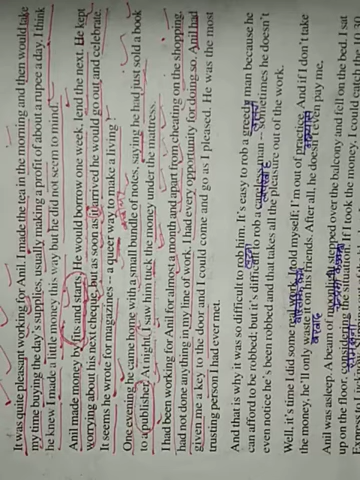 It was quite pleasant working for Anil. I made the tea in the morning and then would take
my time buying the day's supplies, usually making a profit of about a rupee a day. I think
he knew I made a little money this way but he did not seem to mind.
Anil made money by fits and starts. He would borrow one week, lend the next. He kept
worrying about his next cheque, but as soon as it arrived he would go out and celebrate.
It seems he wrote for magazines -- a queer way to make a living!
One evening he came home with a small bundle of notes, saying he had just sold a book
to a publisher. At night, I saw him tuck the money under the mattress.
I had been working for Anil for almost a month and apart from cheating on the shopping,
had not done anything in my line of work. I had every opportunity for doing so. Anil had
given me a key to the door and I could come and go as I pleased. He was the most
trusting person I had ever met.
And that is why it was so difficult to rob him. It's easy to rob a greedy man because he
can afford to be robbed; but it's difficult to rob a man -- sometimes he doesn't
even notice he's been robbed and that takes all the pleasure out of the work.
Well, it's time I did some real work, I told myself; I'm out of practice. And if I don't take
the money, he'll only waste it on his friends. After all, he doesn't even pay me.
Anil was asleep. A beam of moonlight stepped over the balcony and fell on the bed. I sat
up on the floor, considering the situation. If I took the money, I could catch the 10.30
Express